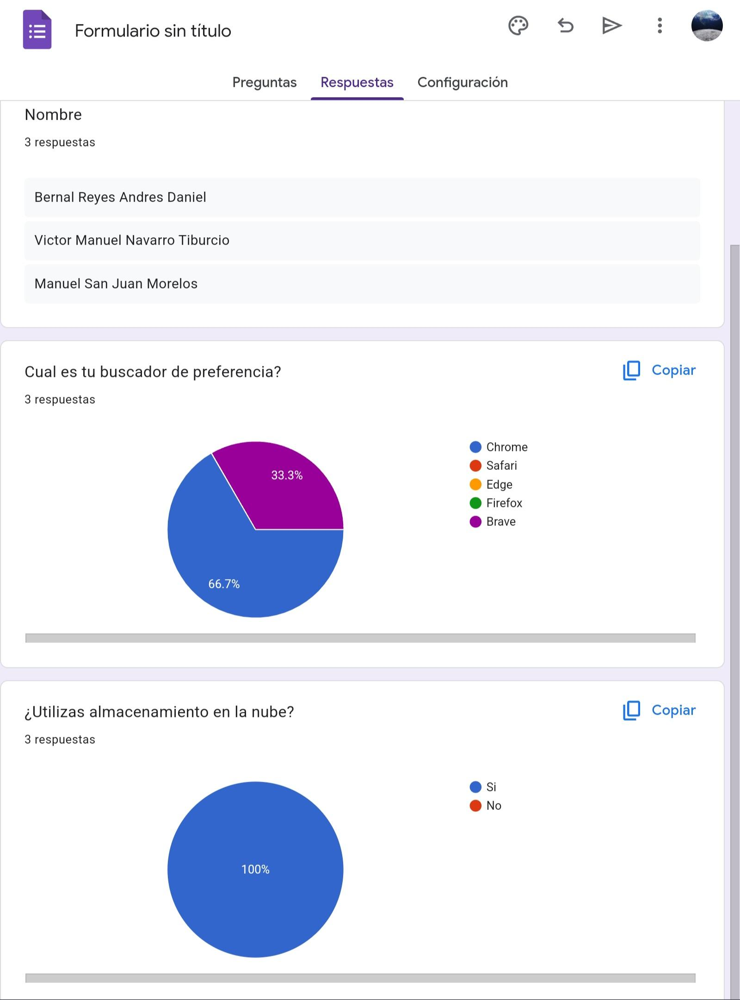 Formulario sin título
Preguntas Respuestas Configuración
Nombre
3 respuestas
Bernal Reyes Andres Daniel
Victor Manuel Navarro Tiburcio
Manuel San Juan Morelos
Cual es tu buscador de preferencia?
Copiar
3 respuestas
Chrome
Safari
Edge
Firefox
Brave
33.3%
66.7%
¿Utilizas almacenamiento en la nube?
Copiar
3 respuestas
Si
No
100%